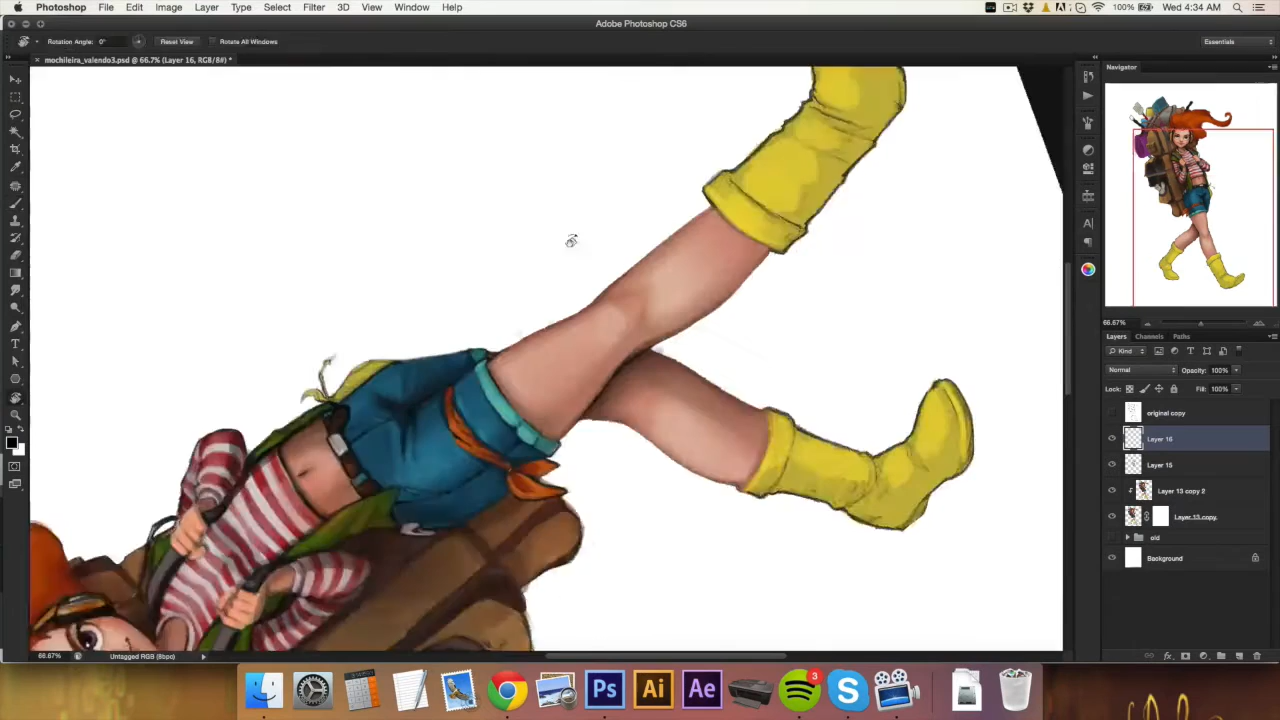 Photoshop File Edit Image Layer Type Select Filter 3D View Window Help
100% Wed 4:34 AM
Adobe Photoshop CS6
Rotation Angle: 0° Reset View Rotate All Windows
Essentials
mochileira_valendo3.psd @ 66.7% (Layer 16, RGB/8#) *
Navigator
66.67%
Layers Channels Paths
Kind
Normal Opacity: 100%
Lock: Fill: 100%
original copy
Layer 16
Layer 15
Layer 13 copy 2
Layer 13 copy
old
Background
66.67% Untagged RGB (8bpc)
Ps Ai Ae 3